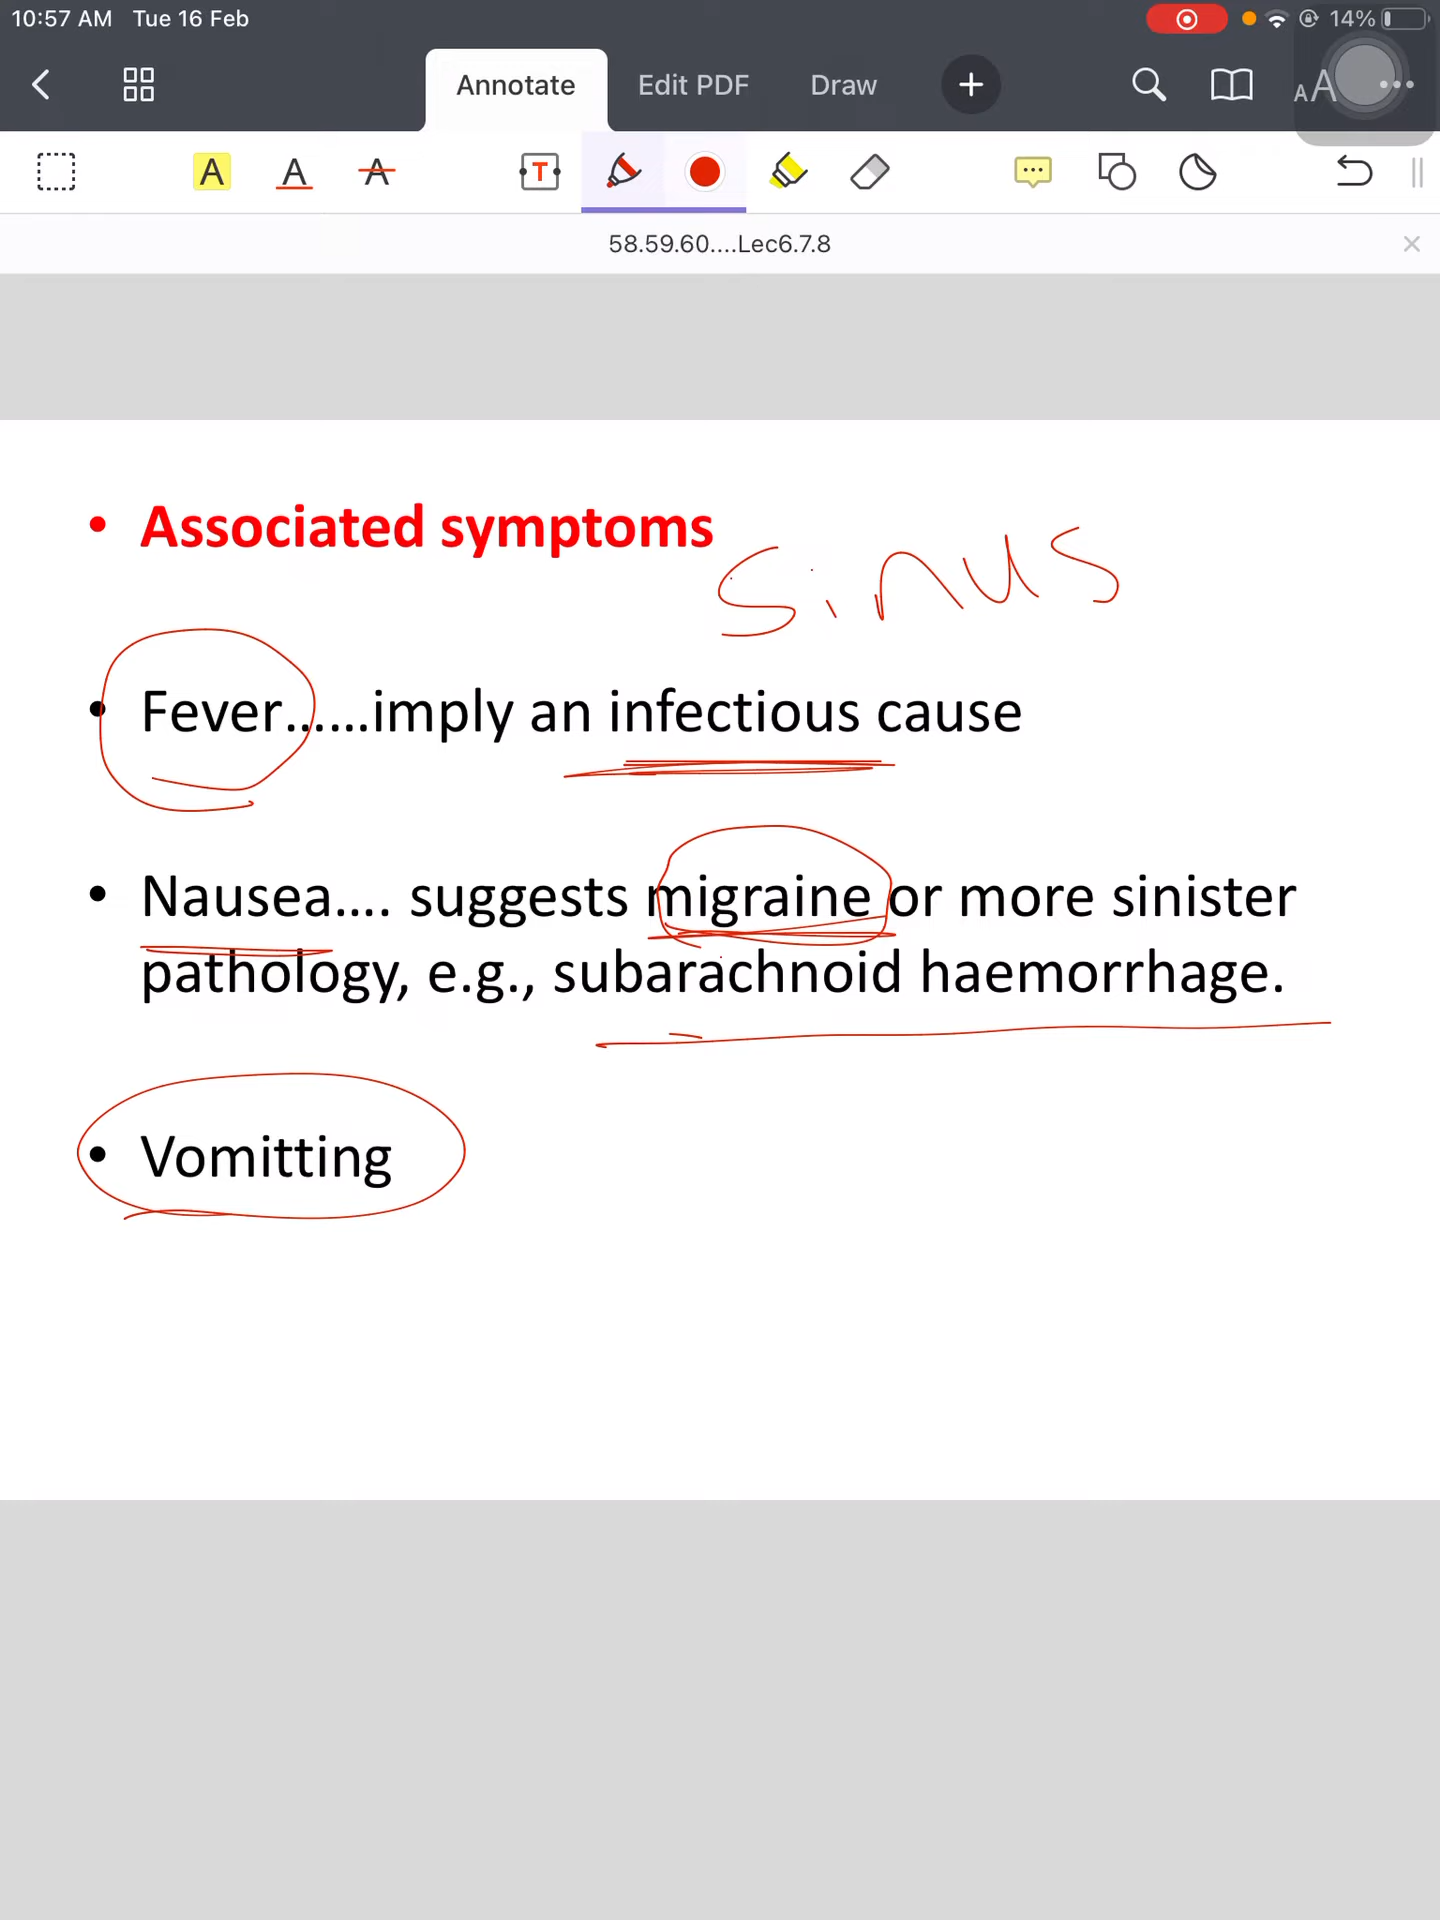 10:57 AM Tue 16 Feb 14%
Annotate Edit PDF Draw + AA
A A A T
58.59.60....Lec6.7.8
• Associated symptoms
sinus
• Fever......imply an infectious cause
• Nausea.... suggests migraine or more sinister
pathology, e.g., subarachnoid haemorrhage.
• Vomitting